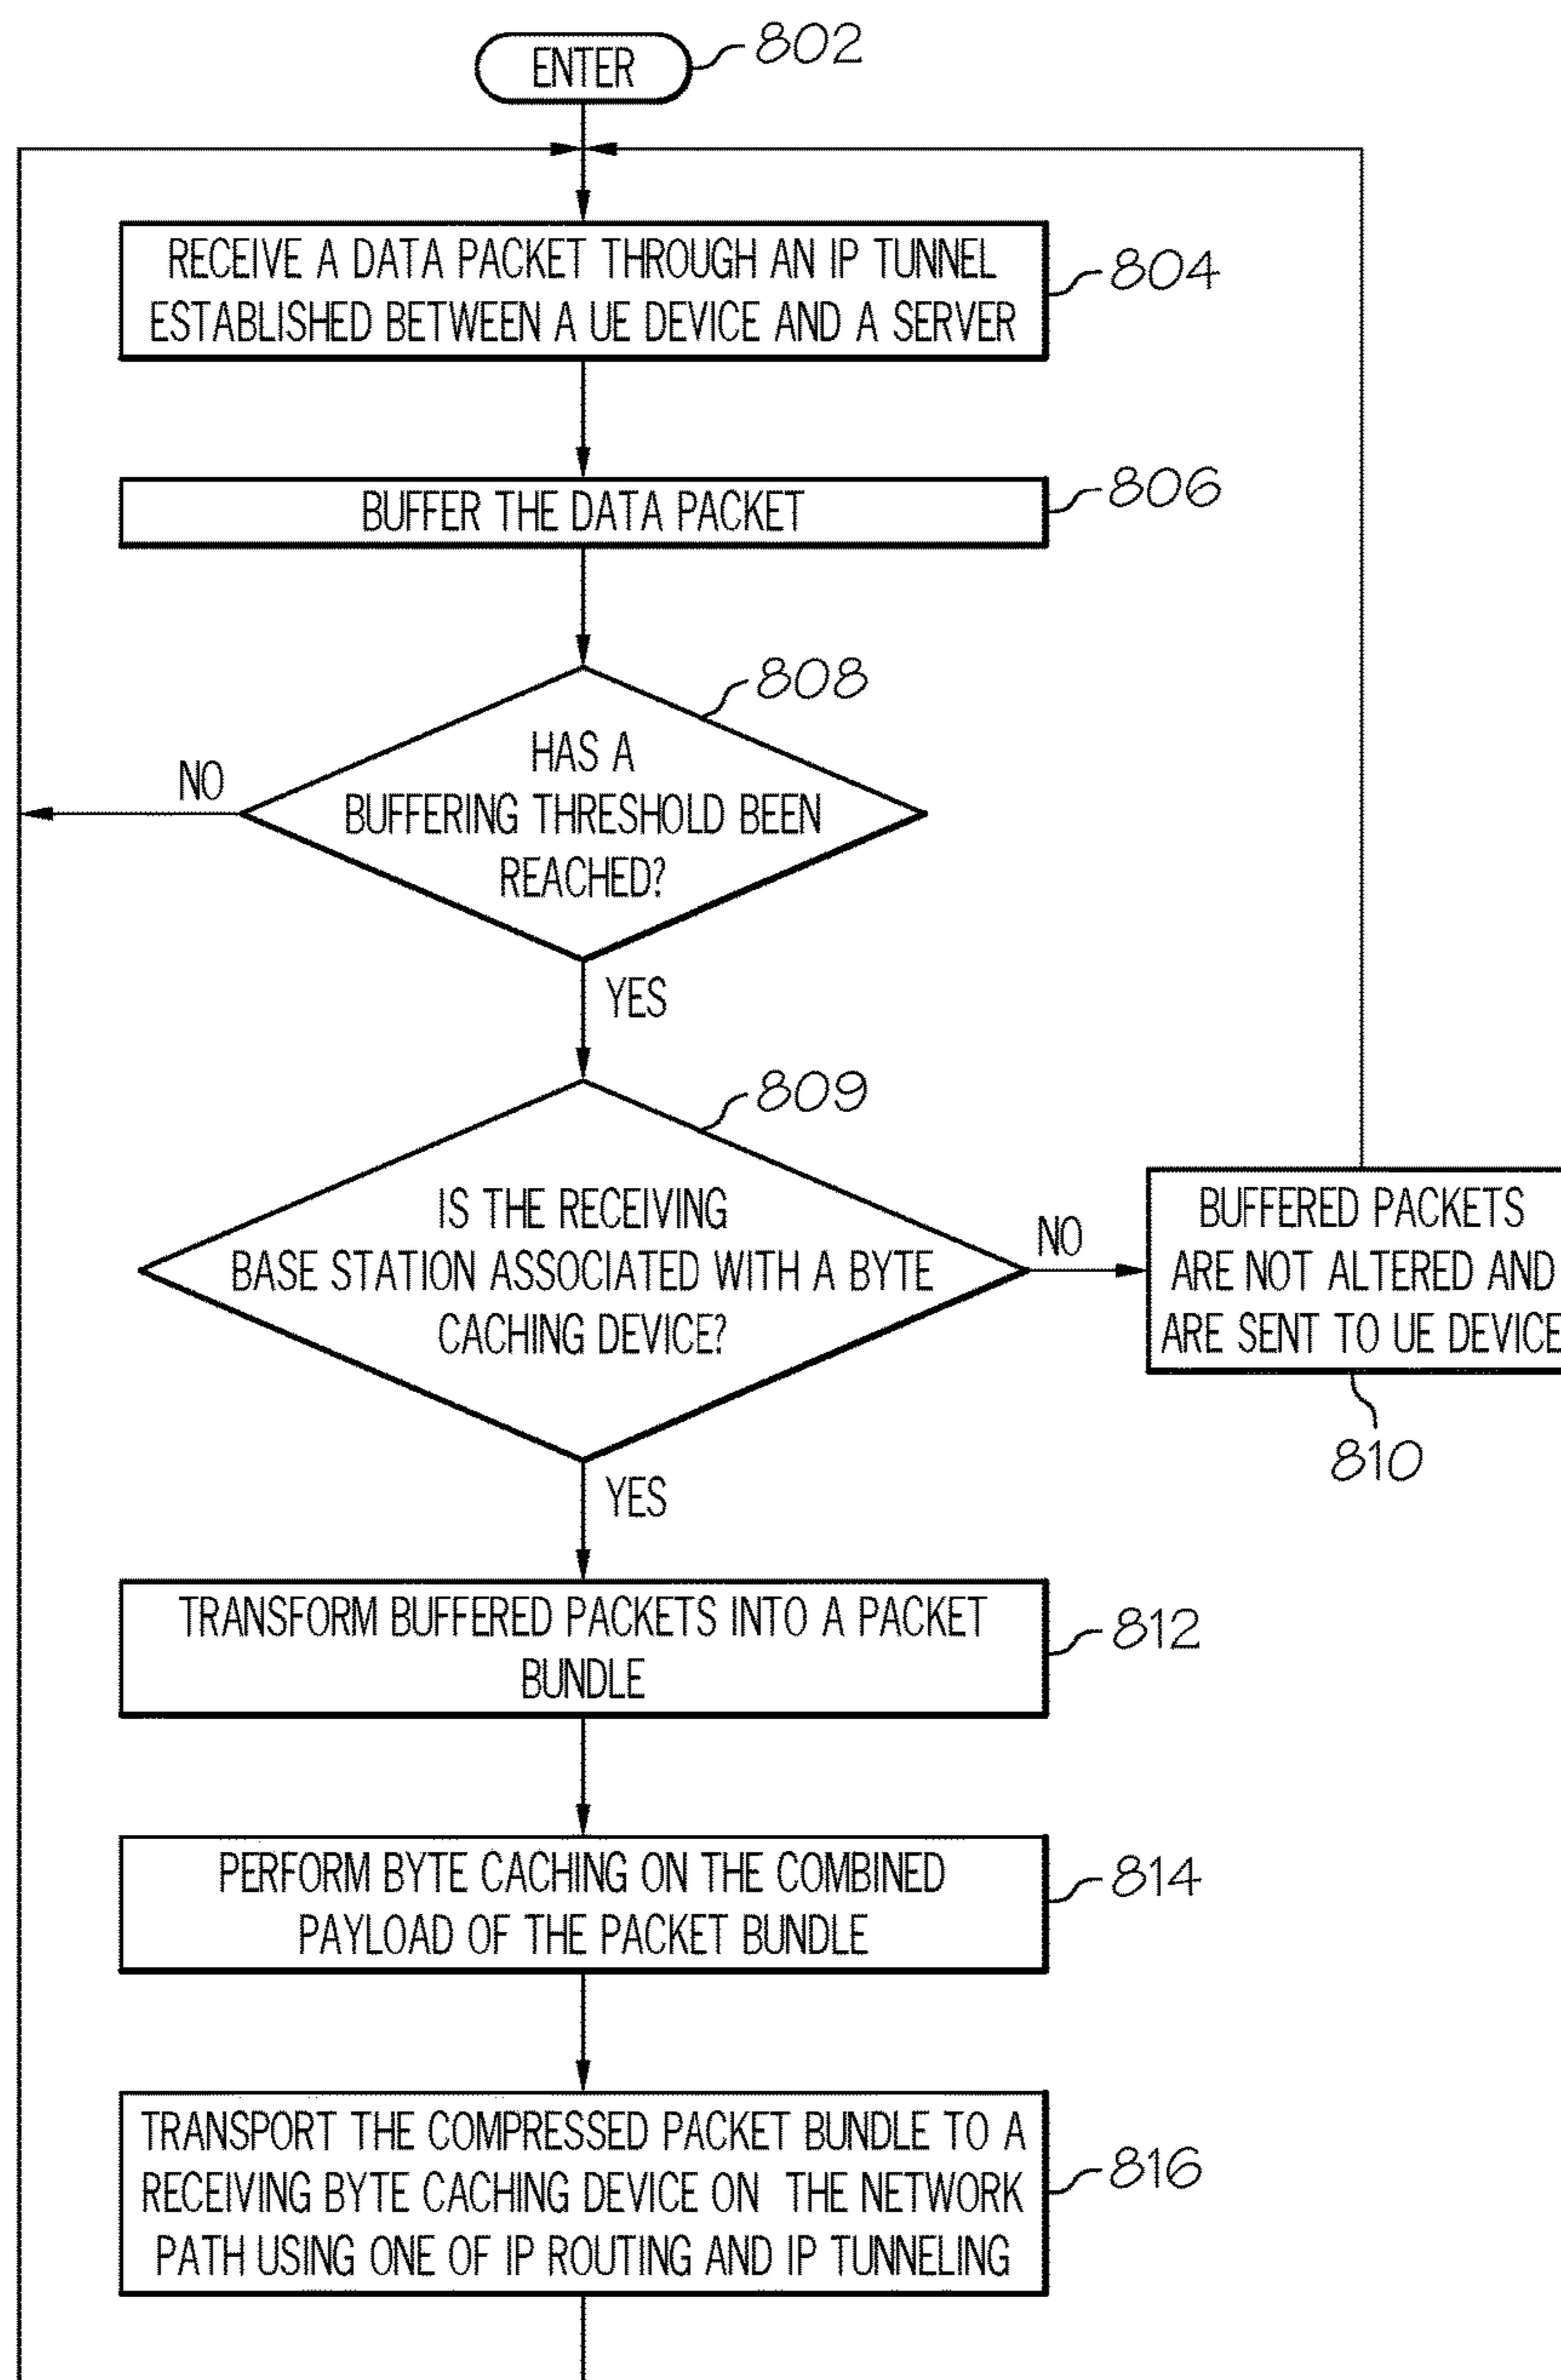 ENTER
802
RECEIVE A DATA PACKET THROUGH AN IP TUNNEL
ESTABLISHED BETWEEN A UE DEVICE AND A SERVER
804
BUFFER THE DATA PACKET
806
808
HAS A
BUFFERING THRESHOLD BEEN
REACHED?
NO
YES
809
IS THE RECEIVING
BASE STATION ASSOCIATED WITH A BYTE
CACHING DEVICE?
NO
BUFFERED PACKETS
ARE NOT ALTERED AND
ARE SENT TO UE DEVICE
810
YES
TRANSFORM BUFFERED PACKETS INTO A PACKET
BUNDLE
812
PERFORM BYTE CACHING ON THE COMBINED
PAYLOAD OF THE PACKET BUNDLE
814
TRANSPORT THE COMPRESSED PACKET BUNDLE TO A
RECEIVING BYTE CACHING DEVICE ON THE NETWORK
PATH USING ONE OF IP ROUTING AND IP TUNNELING
816